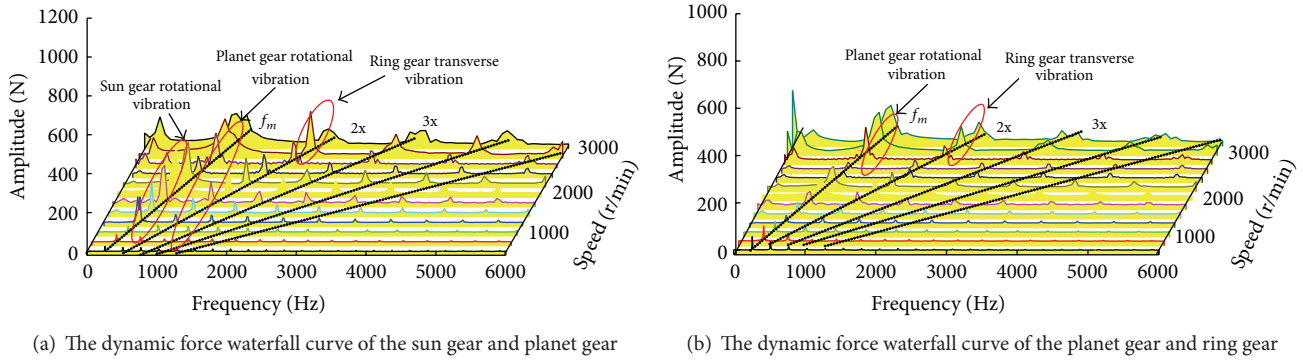 1200
1000
800
600
400
200
0
Amplitude (N)
Sun gear rotational
vibration
Planet gear rotational
vibration
Ring gear transverse
vibration
fm
2x
3x
0
1000
2000
3000
4000
5000
6000
Frequency (Hz)
1000
2000
3000
Speed (r/min)
(a) The dynamic force waterfall curve of the sun gear and planet gear
1000
800
600
400
200
0
Amplitude (N)
Planet gear rotational
vibration
Ring gear transverse
vibration
fm
2x
3x
0
1000
2000
3000
4000
5000
6000
Frequency (Hz)
1000
2000
3000
Speed (r/min)
(b) The dynamic force waterfall curve of the planet gear and ring gear